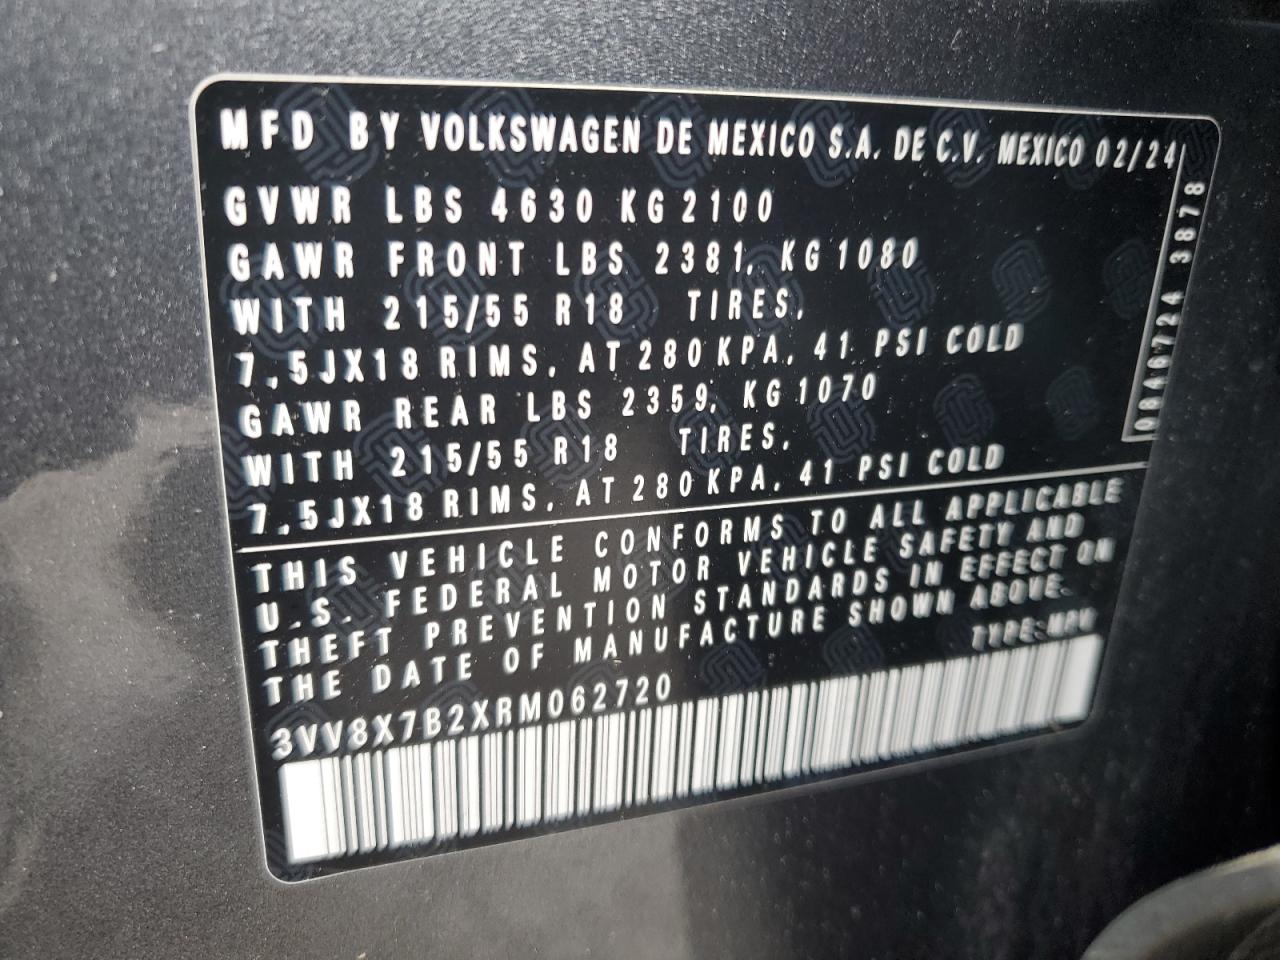 MFD BY VOLKSWAGEN DE MEXICO S.A. DE C.V. MEXICO 02/24
GVWR LBS 4630 KG 2100
GAWR FRONT LBS 2381, KG 1080
WITH 215/55 R18 TIRES,
7,5JX18 RIMS, AT 280 KPA, 41 PSI COLD
GAWR REAR LBS 2359, KG 1070
WITH 215/55 R18 TIRES,
7,5JX18 RIMS, AT 280 KPA, 41 PSI COLD
THIS VEHICLE CONFORMS TO ALL APPLICABLE
U.S. FEDERAL MOTOR VEHICLE SAFETY AND
THEFT PREVENTION STANDARDS IN EFFECT ON
THE DATE OF MANUFACTURE SHOWN ABOVE.
TYPE:MPV
3VV8X7B2XRM062720
3878